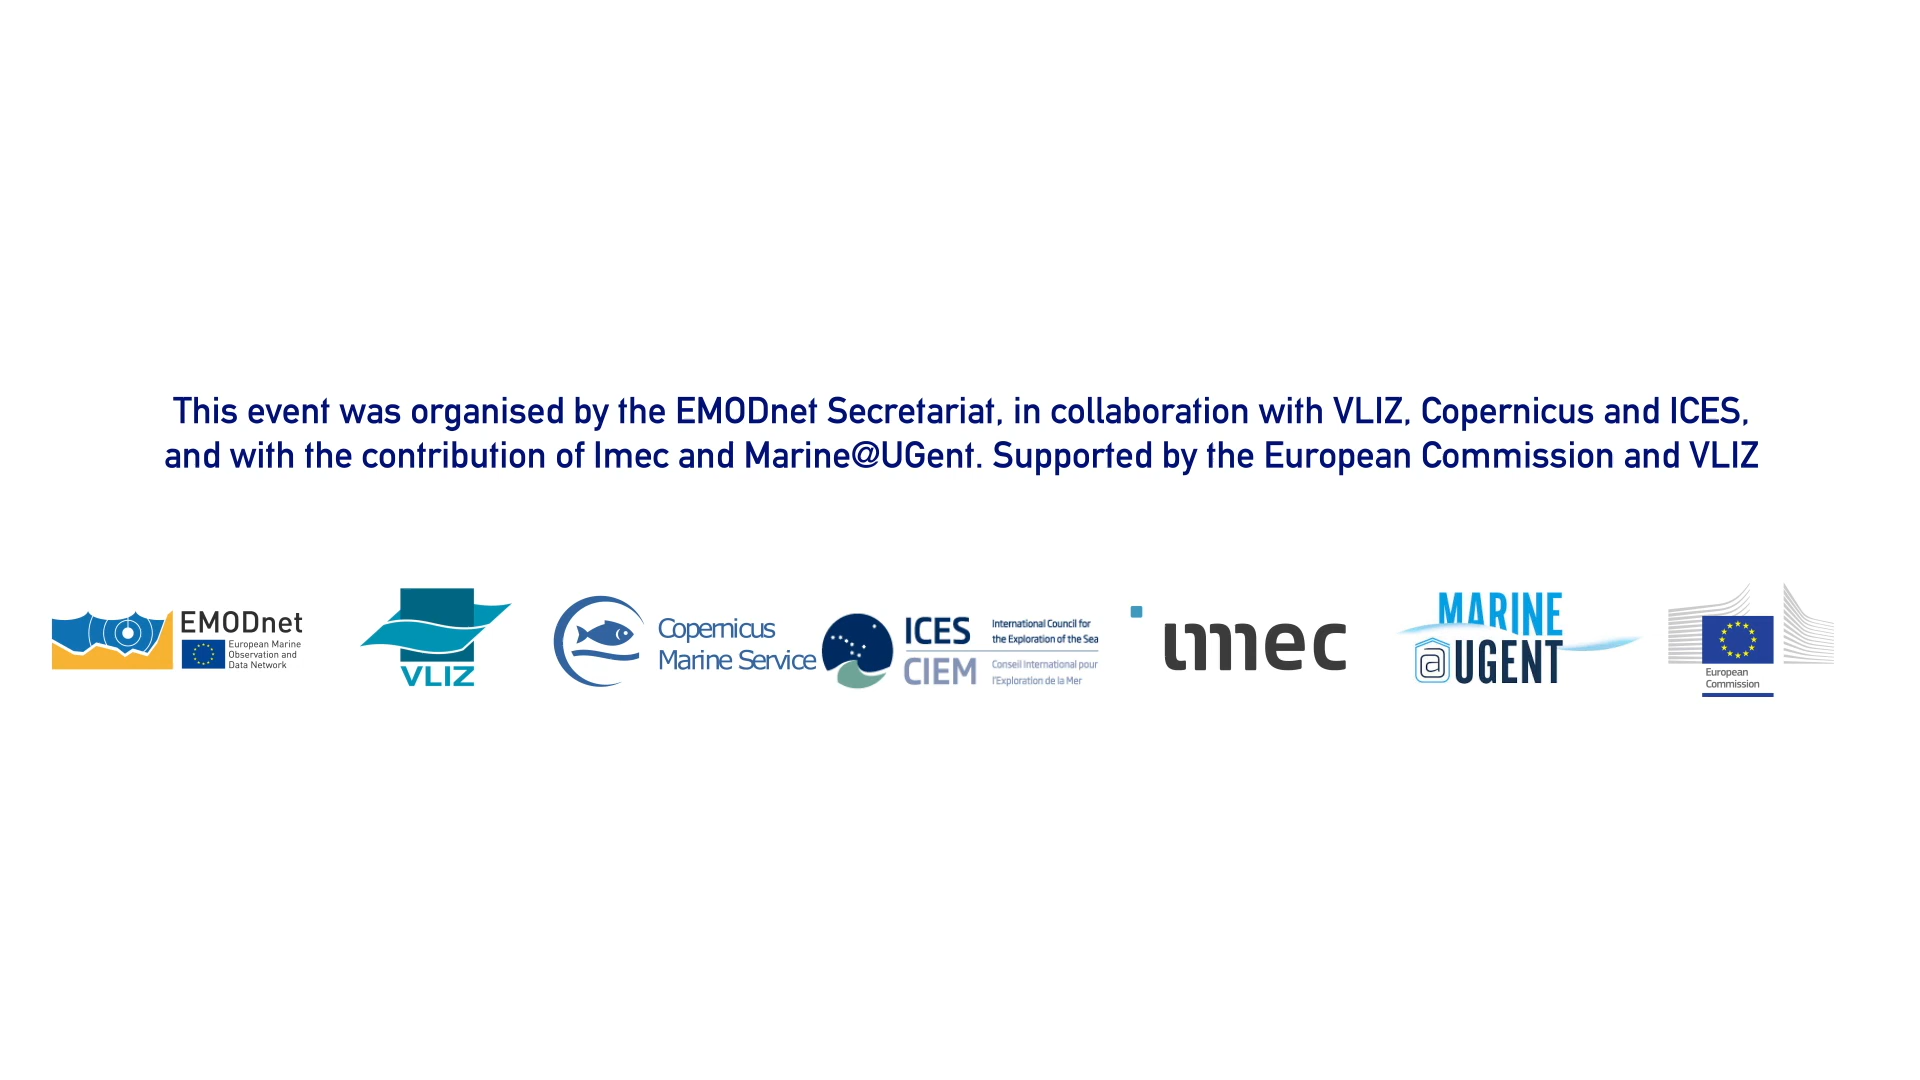 This event was organised by the EMODnet Secretariat, in collaboration with VLIZ, Copernicus and ICES,
and with the contribution of Imec and Marine@UGent. Supported by the European Commission and VLIZ
EMODnet
European Marine
Observation and
Data Network
VLIZ
Copernicus
Marine Service
ICES
CIEM
International Council for
the Exploration of the Sea
Conseil International pour
l'Exploration de la Mer
imec
MARINE
@UGENT
European
Commission